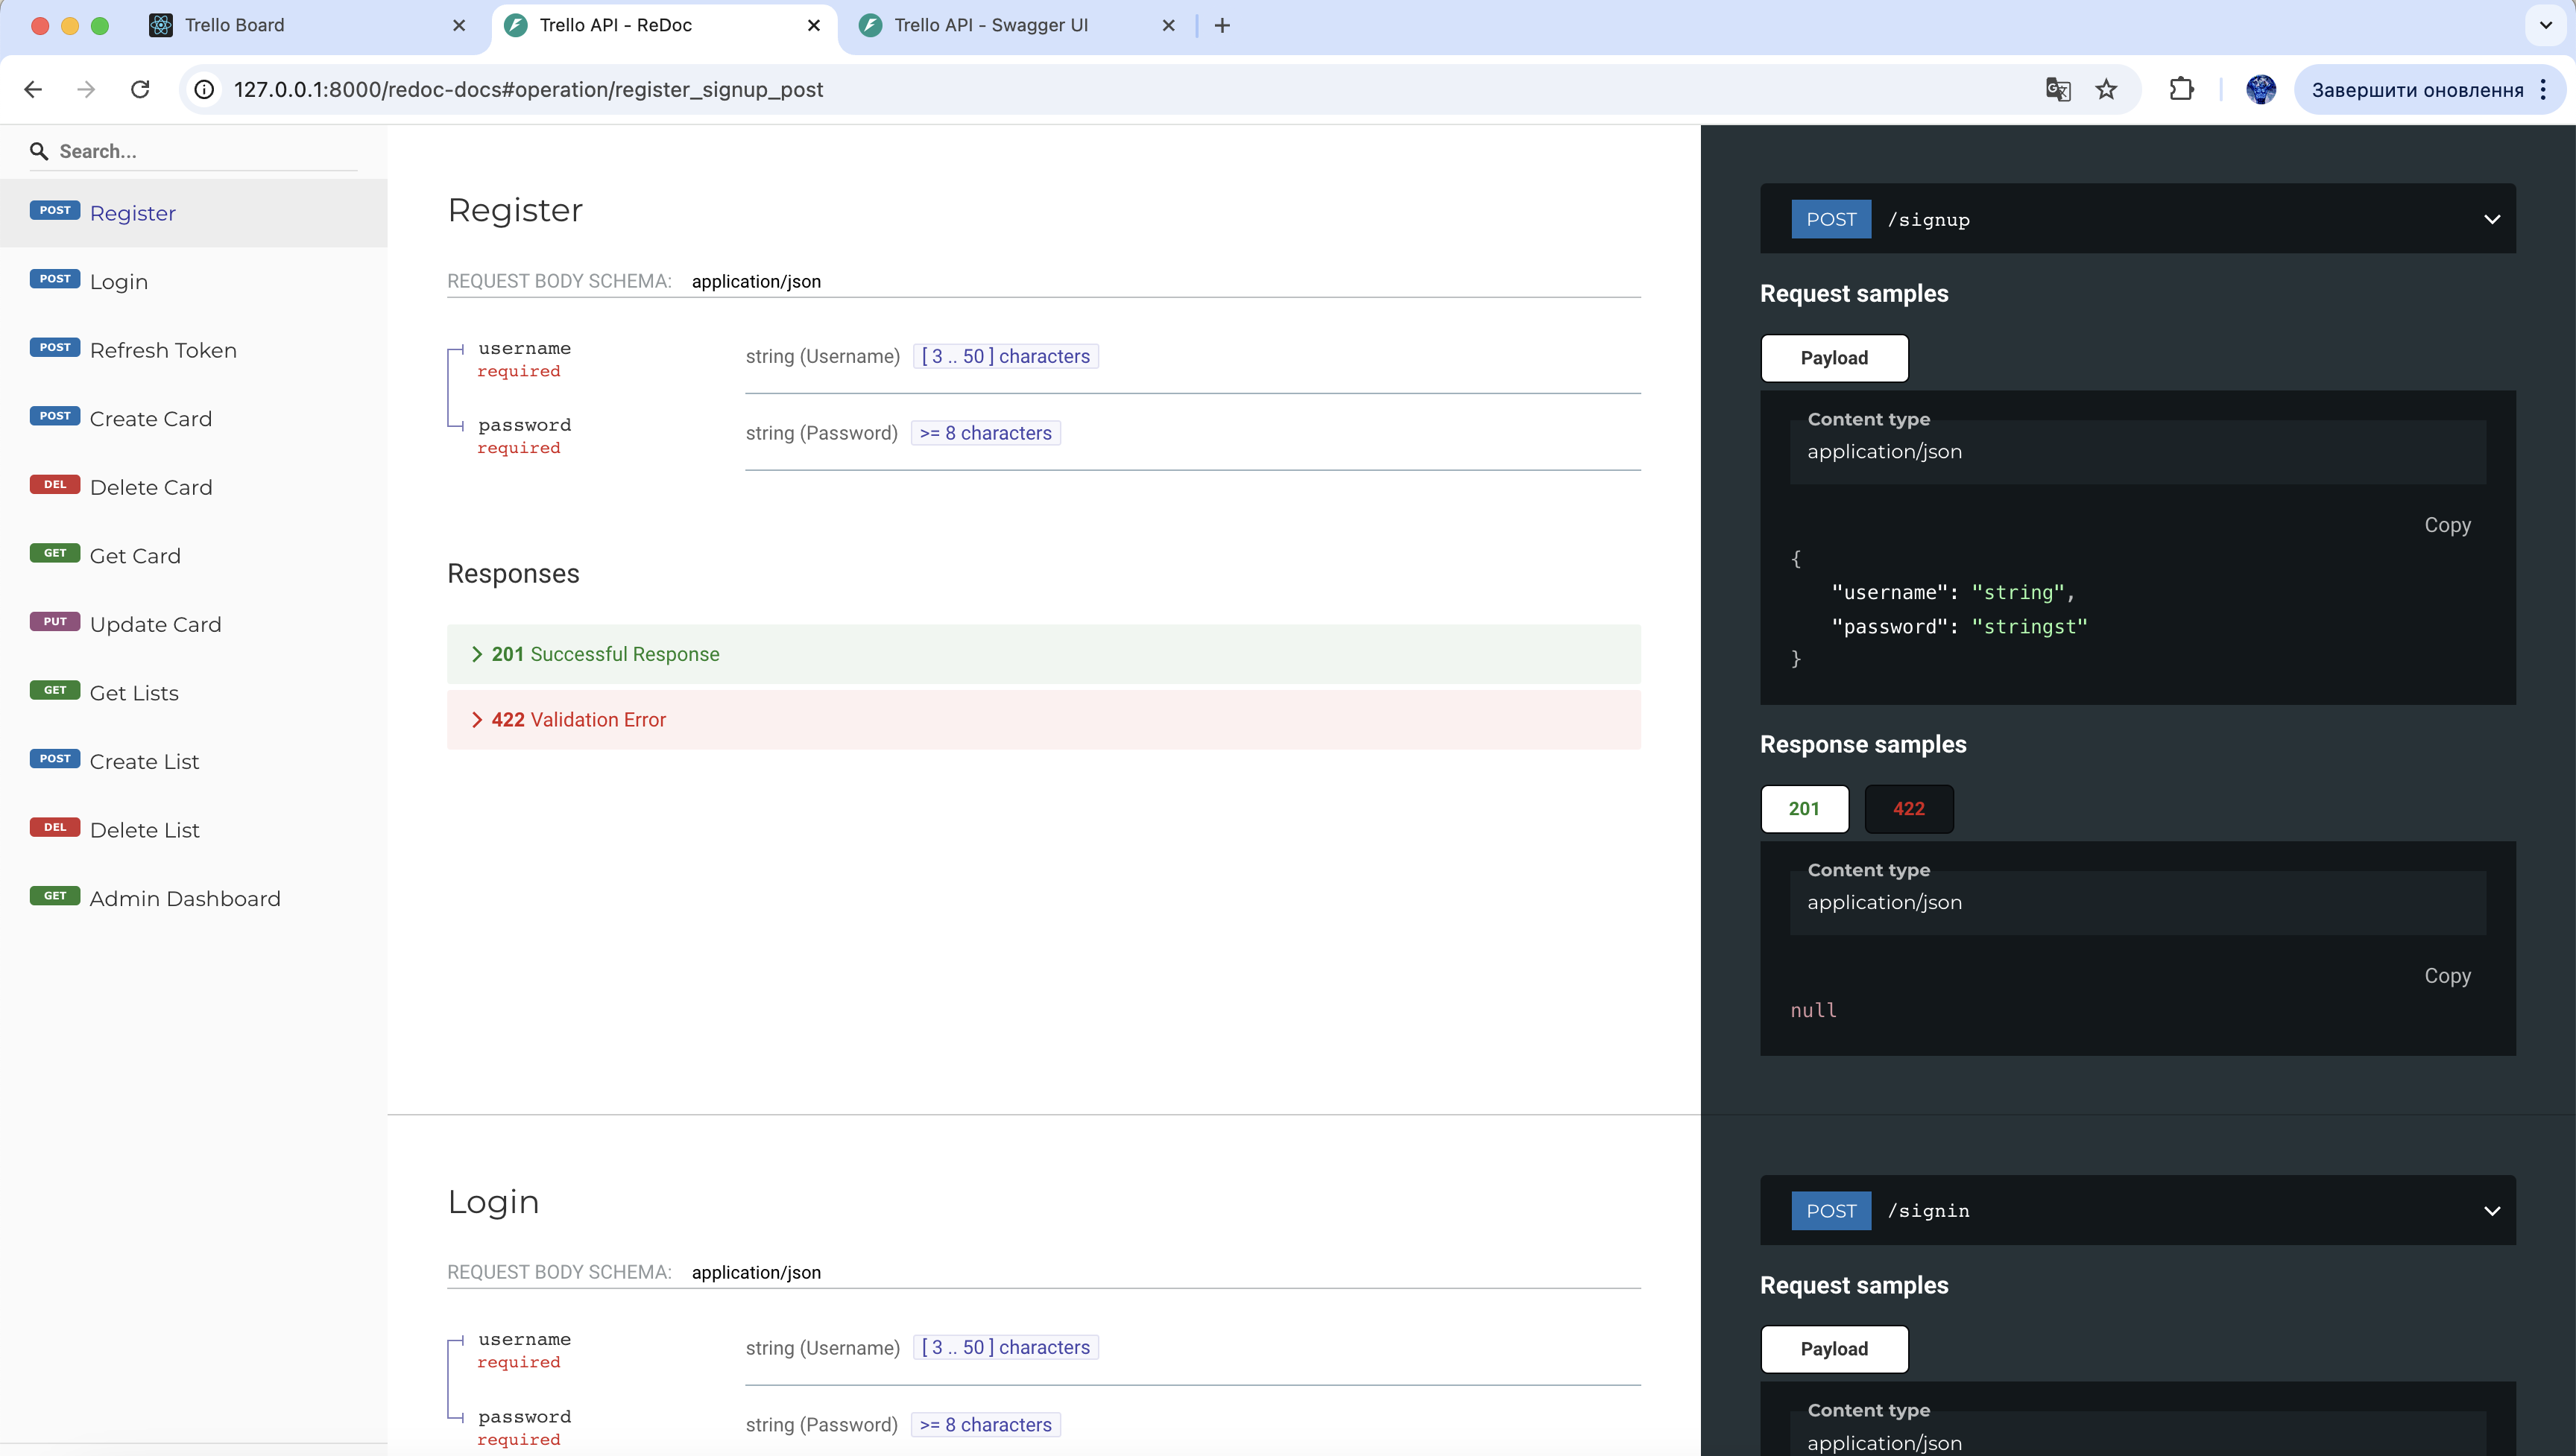 Trello Board
Trello API - ReDoc
Trello API - Swagger UI
127.0.0.1:8000/redoc-docs#operation/register_signup_post
Завершити оновлення
Search...
POST Register
POST Login
POST Refresh Token
POST Create Card
DEL Delete Card
GET Get Card
PUT Update Card
GET Get Lists
POST Create List
DEL Delete List
GET Admin Dashboard
Register
REQUEST BODY SCHEMA: application/json
username
required
string (Username) [ 3 .. 50 ] characters
password
required
string (Password) >= 8 characters
Responses
201 Successful Response
422 Validation Error
POST /signup
Request samples
Payload
Content type
application/json
Copy
{
"username": "string",
"password": "stringst"
}
Response samples
201 422
Content type
application/json
Copy
null
Login
REQUEST BODY SCHEMA: application/json
username
required
string (Username) [ 3 .. 50 ] characters
password
required
string (Password) >= 8 characters
POST /signin
Request samples
Payload
Content type
application/json